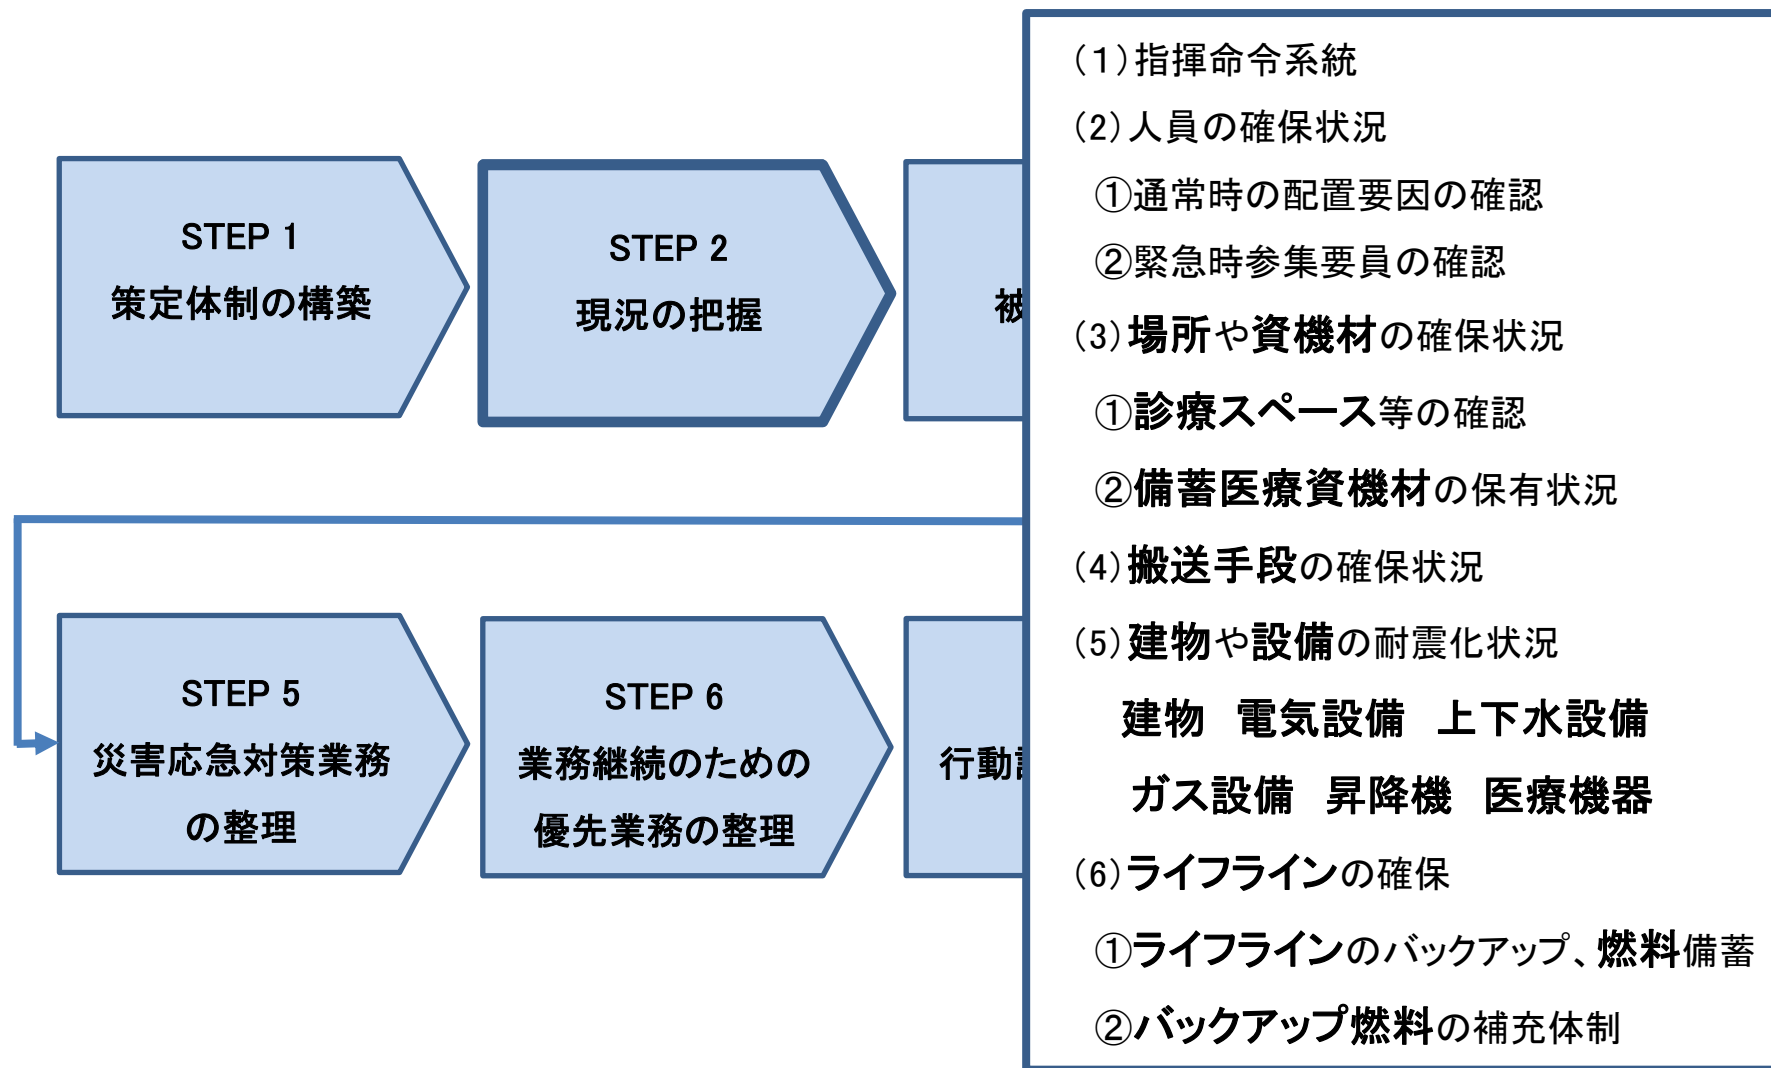 STEP 1
策定体制の構築
STEP 2
現況の把握
被
STEP 5
災害応急対策業務
の整理
STEP 6
業務継続のための
優先業務の整理
行動
(1)指揮命令系統
(2)人員の確保状況
①通常時の配置要因の確認
②緊急時参集要員の確認
(3)場所や資機材の確保状況
①診療スペース等の確認
②備蓄医療資機材の保有状況
(4)搬送手段の確保状況
(5)建物や設備の耐震化状況
建物　電気設備　上下水設備
ガス設備　昇降機　医療機器
(6)ライフラインの確保
①ライフラインのバックアップ、燃料備蓄
②バックアップ燃料の補充体制